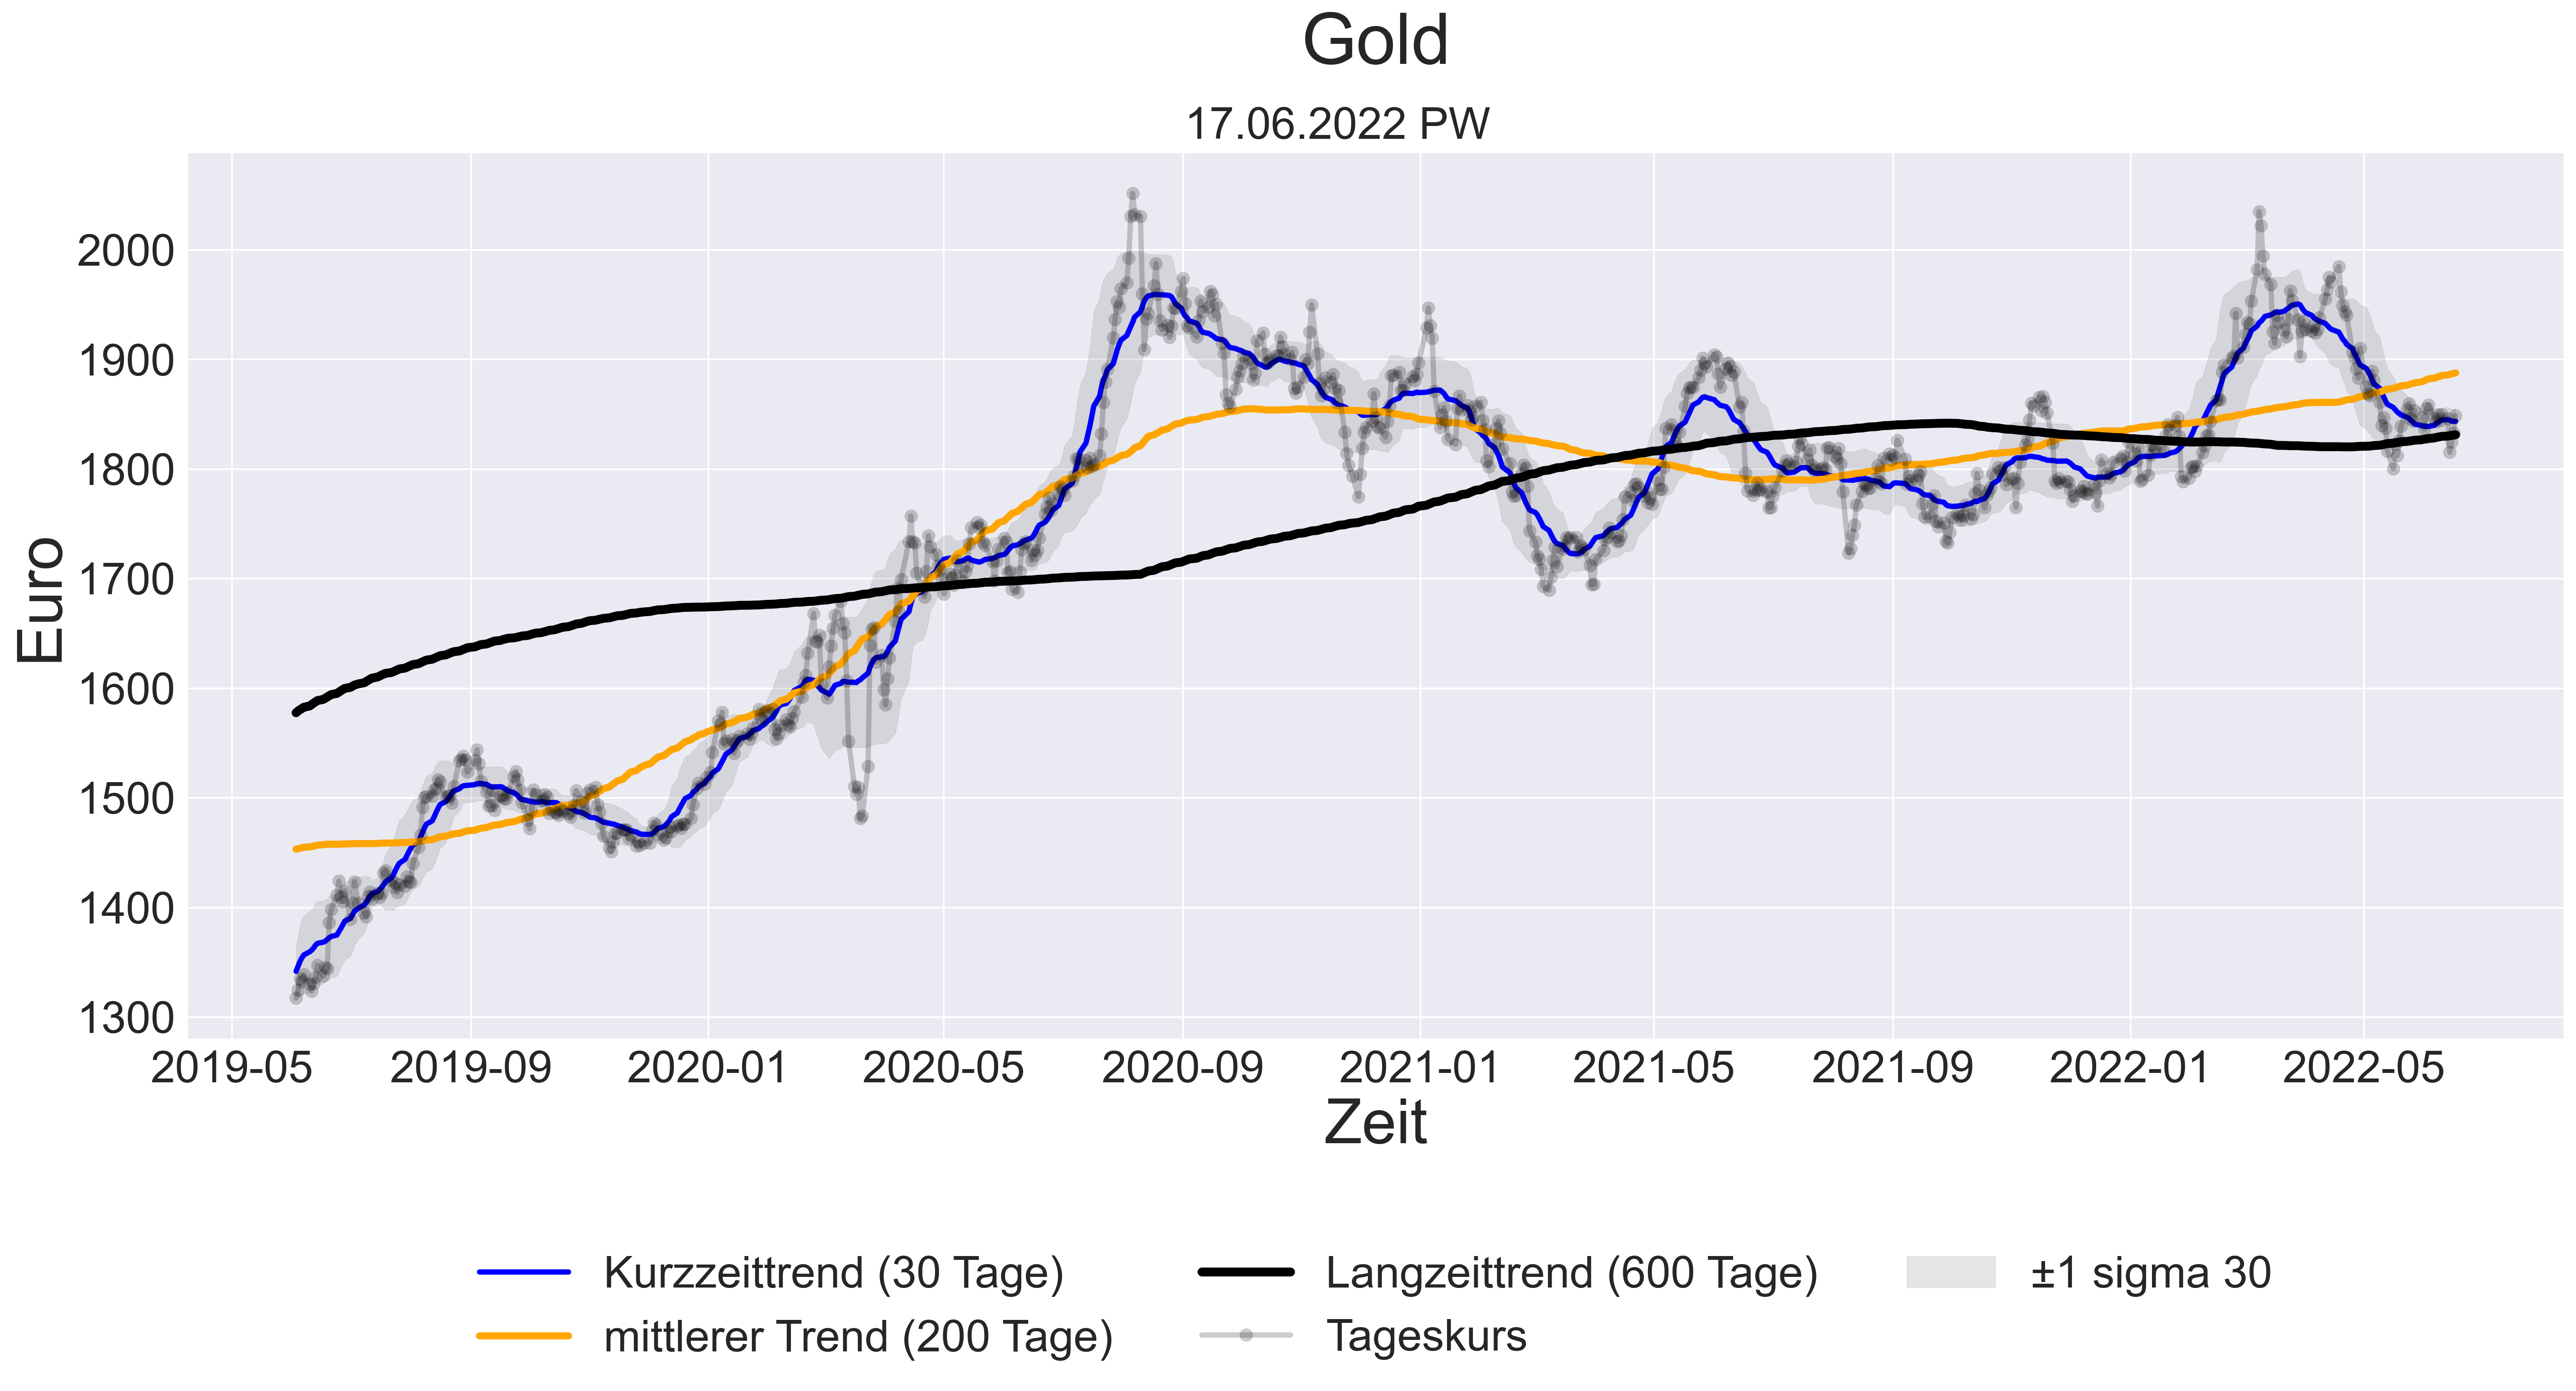 Gold
17.06.2022 PW
2000
1900
1800
1700
1600
1500
1400
1300
Euro
2019-05 2019-09 2020-01 2020-05 2020-09 2021-01 2021-05 2021-09 2022-01 2022-05
Zeit
Kurzzeittrend (30 Tage) Langzeittrend (600 Tage) ±1 sigma 30
mittlerer Trend (200 Tage) Tageskurs